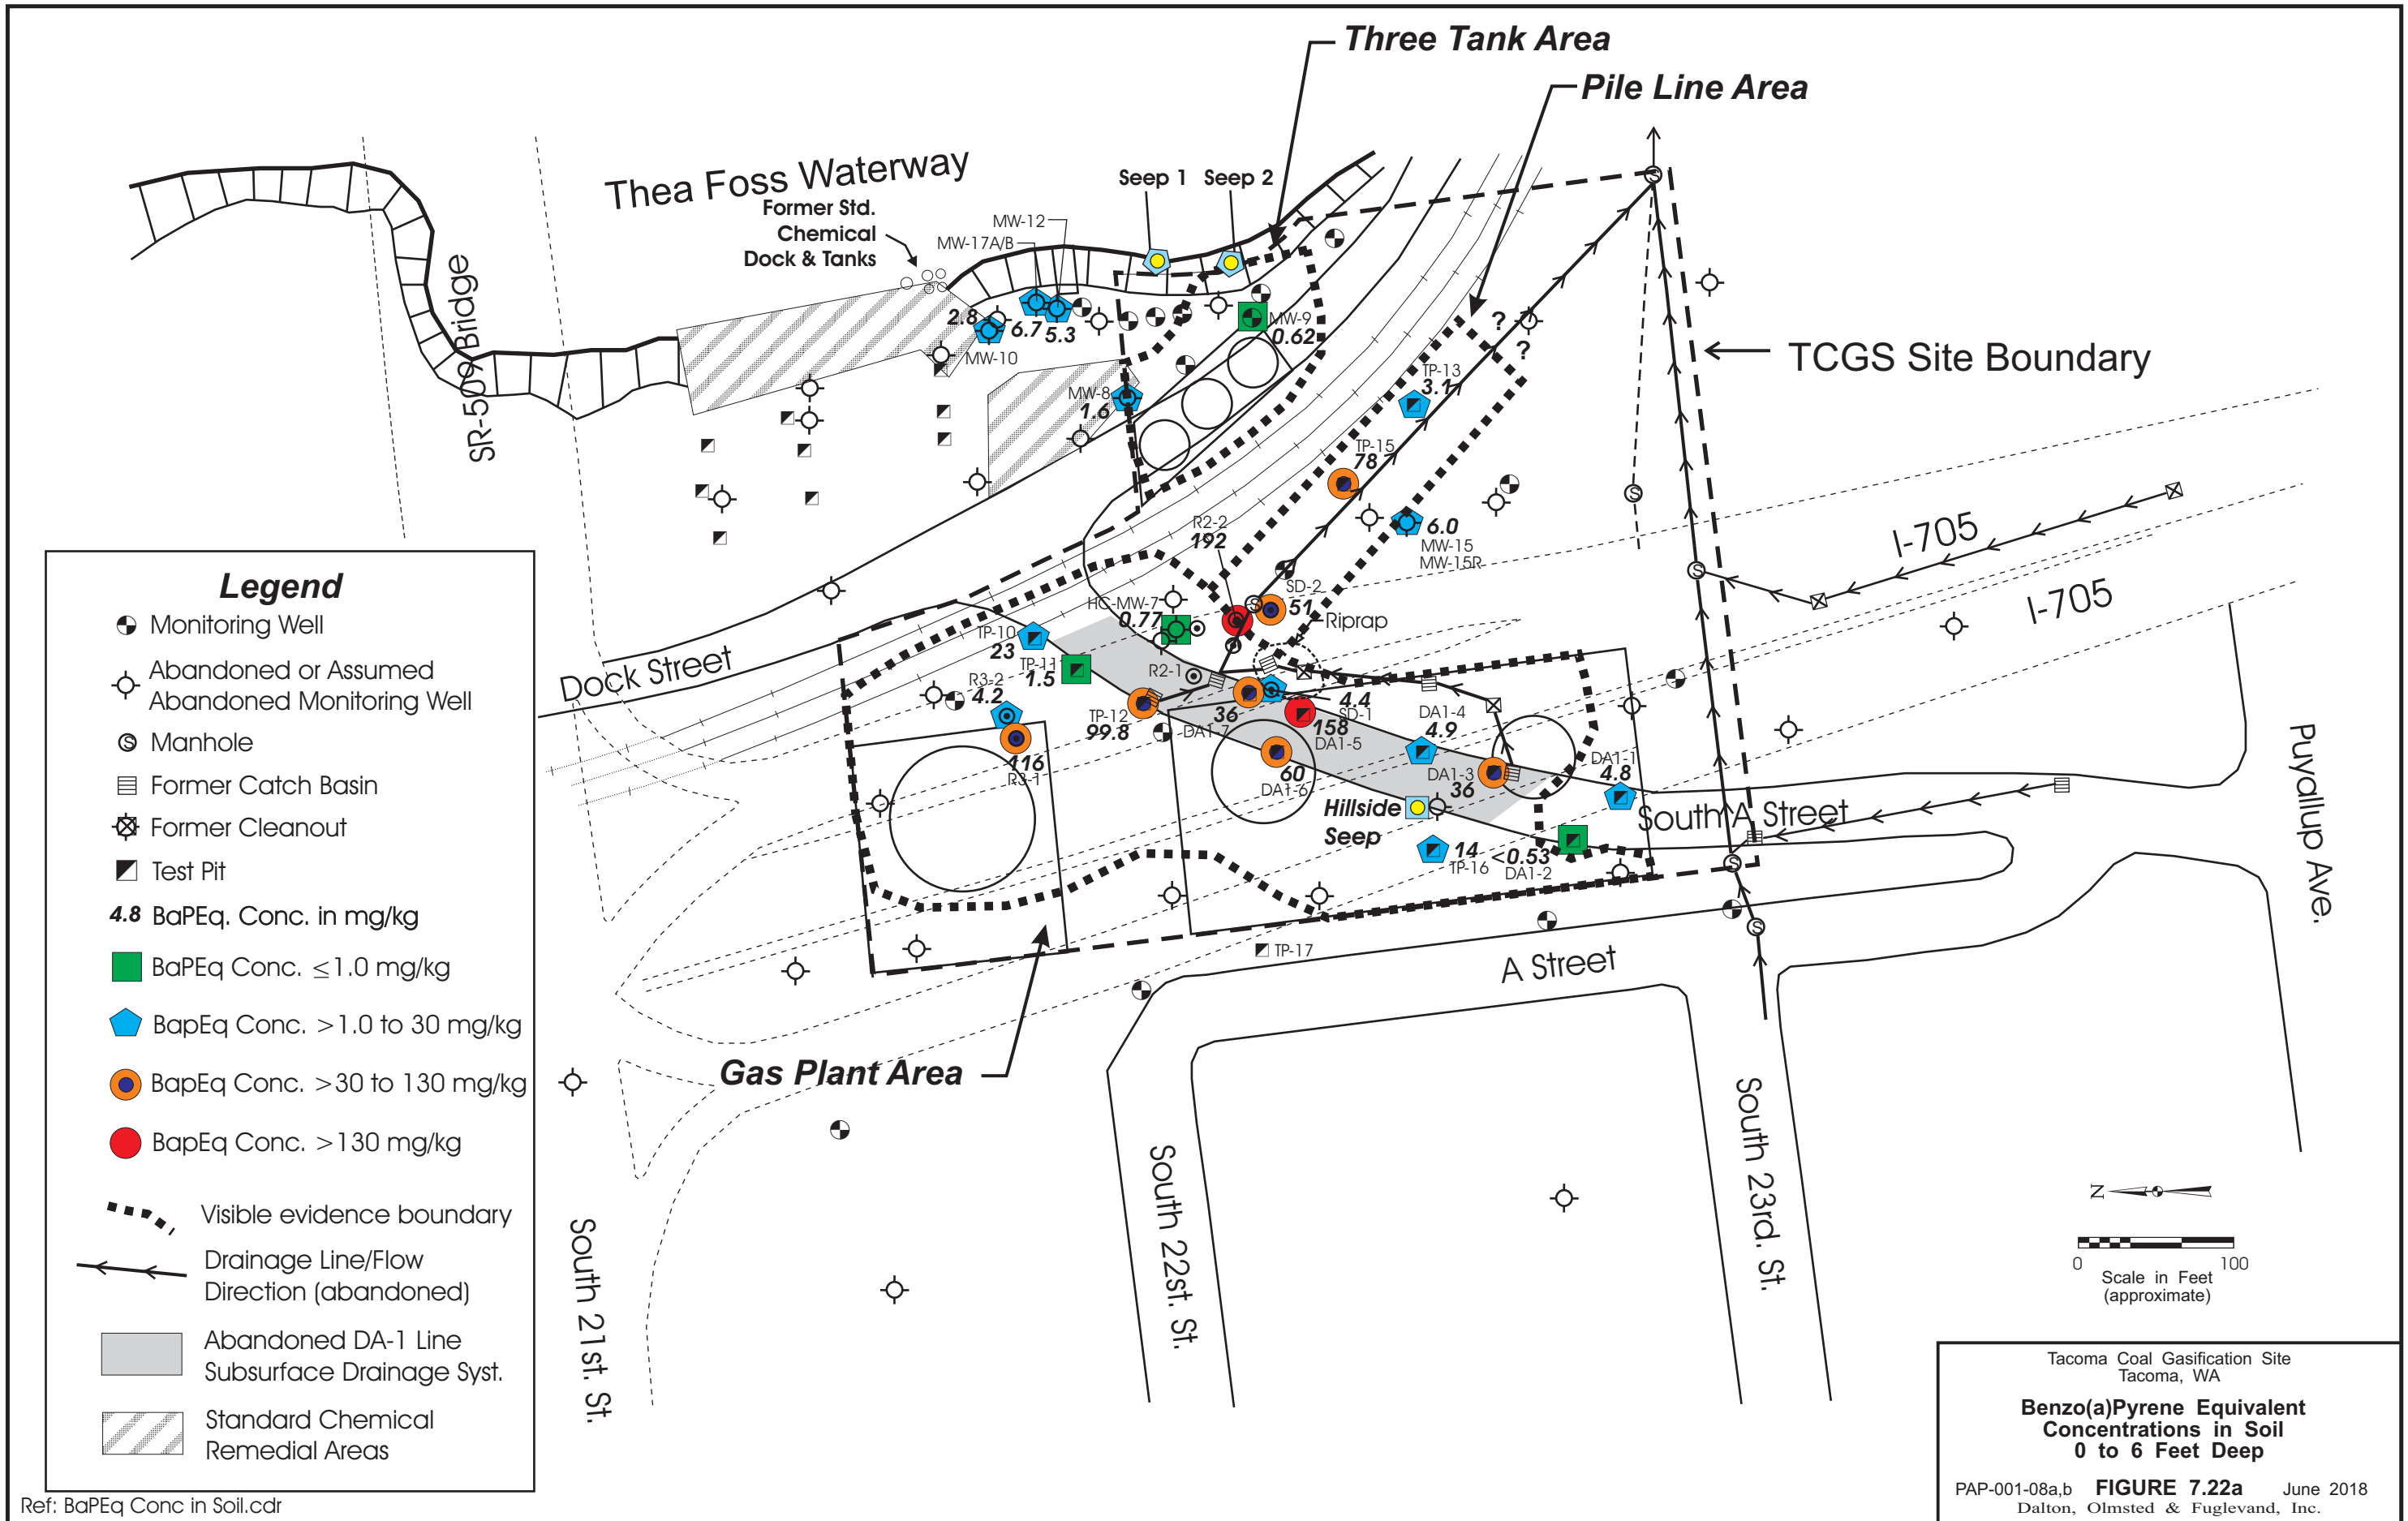 Three Tank Area
Pile Line Area
Thea Foss Waterway
Seep 1
Seep 2
Former Std.
Chemical
Dock & Tanks
MW-12
MW-17A/B
SR-509Bridge
2.8
6.7
5.3
MW-10
MW-9
0.62
?
?
TCGS Site Boundary
TP-13
3.1
MW-8
1.6
TP-15
78
R2-2
192
6.0
MW-15
MW-15R
I-705
I-705
SD-2
51
HC-MW-7
0.77
Riprap
TP-10
23
TP-11
1.5
R2-1
R3-2
4.2
Dock Street
TP-12
99.8
DA1-7
36
4.4
SD-1
158
DA1-5
DA1-4
4.9
116
R3-1
60
DA1-6
DA1-3
36
DA1-1
4.8
Hillside
Seep
South A Street
14
TP-16
<0.53
DA1-2
TP-17
A Street
Puyallup Ave.
Gas Plant Area
South 21st. St.
South 22st. St.
South 23rd. St.
Legend
Monitoring Well
Abandoned or Assumed
Abandoned Monitoring Well
S Manhole
Former Catch Basin
Former Cleanout
Test Pit
4.8 BaPEq. Conc. in mg/kg
BaPEq Conc. ≤1.0 mg/kg
BapEq Conc. >1.0 to 30 mg/kg
BapEq Conc. >30 to 130 mg/kg
BapEq Conc. >130 mg/kg
Visible evidence boundary
Drainage Line/Flow
Direction (abandoned)
Abandoned DA-1 Line
Subsurface Drainage Syst.
Standard Chemical
Remedial Areas
N
0 100
Scale in Feet
(approximate)
Tacoma Coal Gasification Site
Tacoma, WA
Benzo(a)Pyrene Equivalent
Concentrations in Soil
0 to 6 Feet Deep
PAP-001-08a,b FIGURE 7.22a June 2018
Dalton, Olmsted & Fuglevand, Inc.
Ref: BaPEq Conc in Soil.cdr